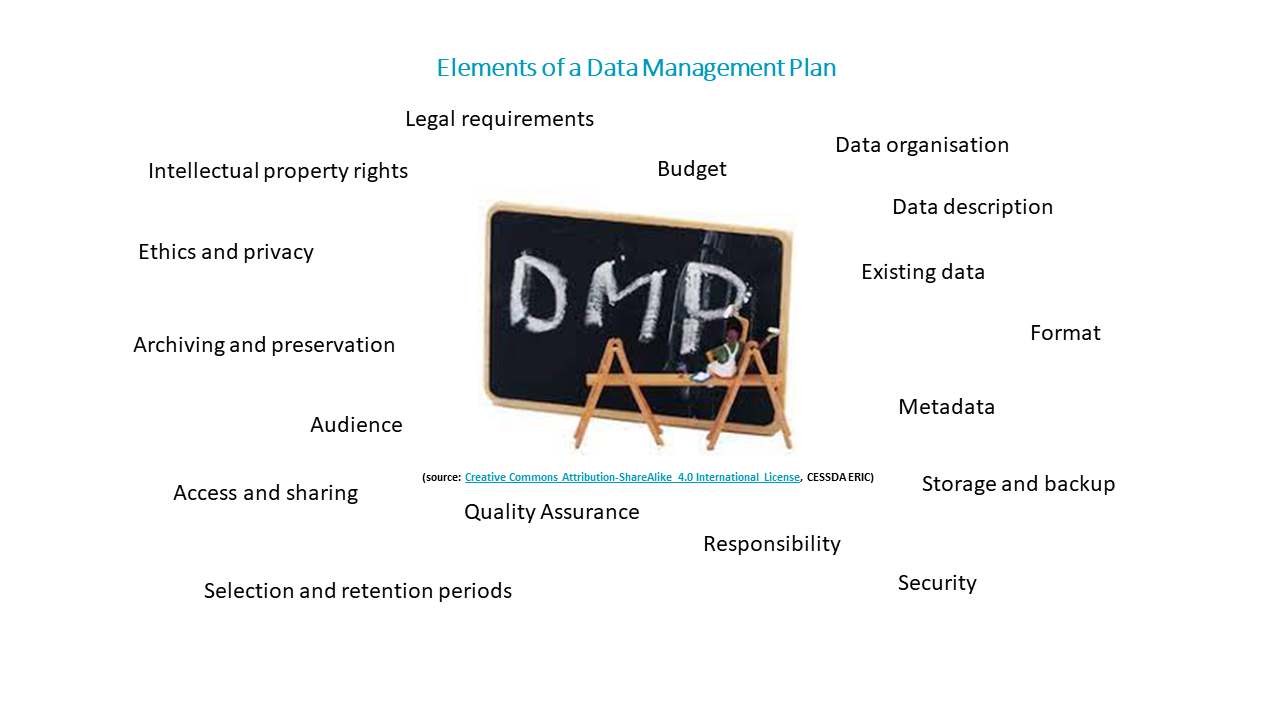 Elements of a Data Management Plan
Legal requirements
Data organisation
Intellectual property rights
Budget
Data description
Ethics and privacy
Existing data
DMP
Format
Archiving and preservation
Metadata
Audience
(source: Creative Commons Attribution-ShareAlike 4.0 International License, CESSDA ERIC)
Storage and backup
Access and sharing
Quality Assurance
Responsibility
Security
Selection and retention periods